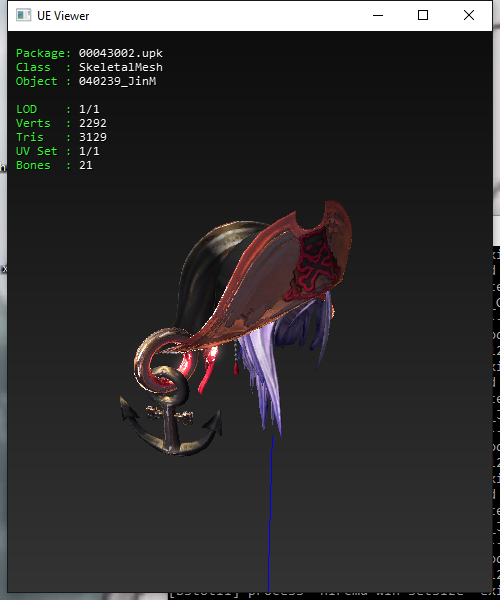 UE Viewer
Package: 00043002.upk
Class  : SkeletalMesh
Object : 040239_JinM
LOD    : 1/1
Verts  : 2292
Tris   : 3129
UV Set : 1/1
Bones  : 21